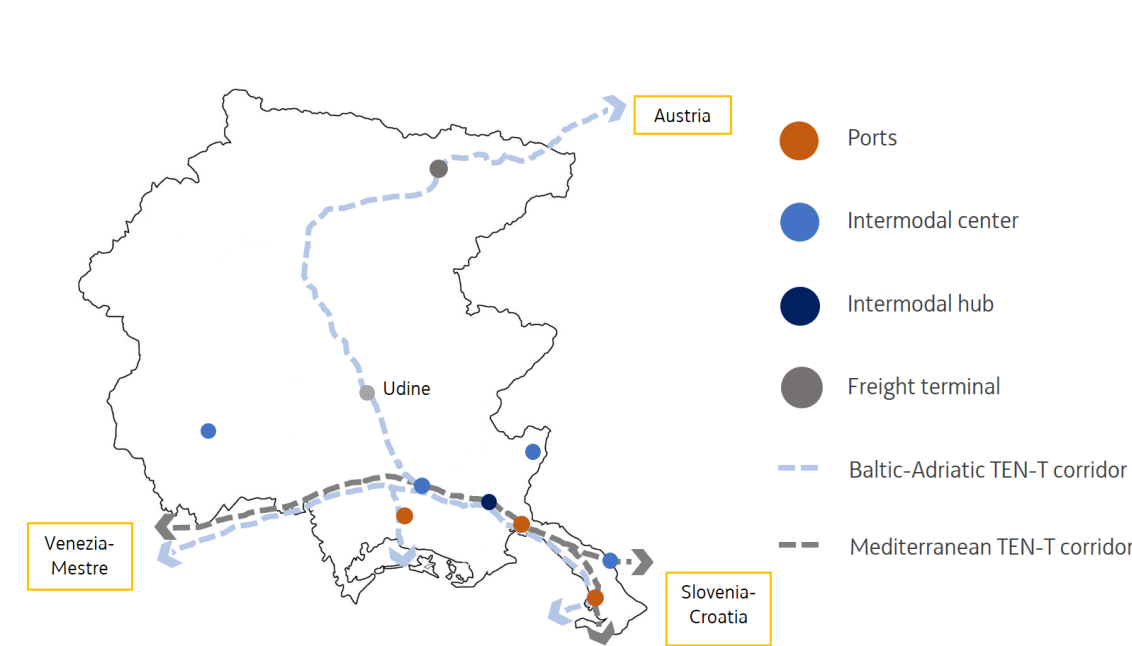 Austria
Udine
Venezia-
Mestre
Slovenia-
Croatia
Ports
Intermodal center
Intermodal hub
Freight terminal
Baltic-Adriatic TEN-T corridor
Mediterranean TEN-T corridor